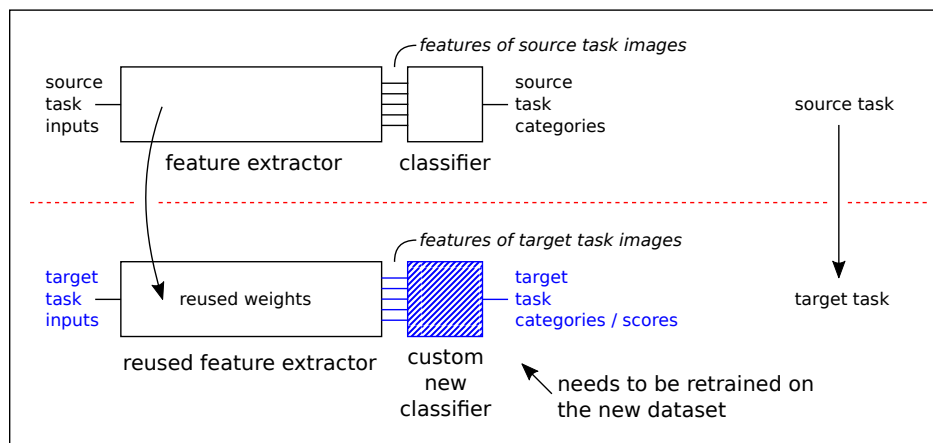 features of source task images
source
task
inputs
source
task
categories
source task
feature extractor
classifier
features of target task images
target
task
inputs
reused weights
target
task
categories / scores
target task
reused feature extractor
custom
new
classifier
needs to be retrained on
the new dataset